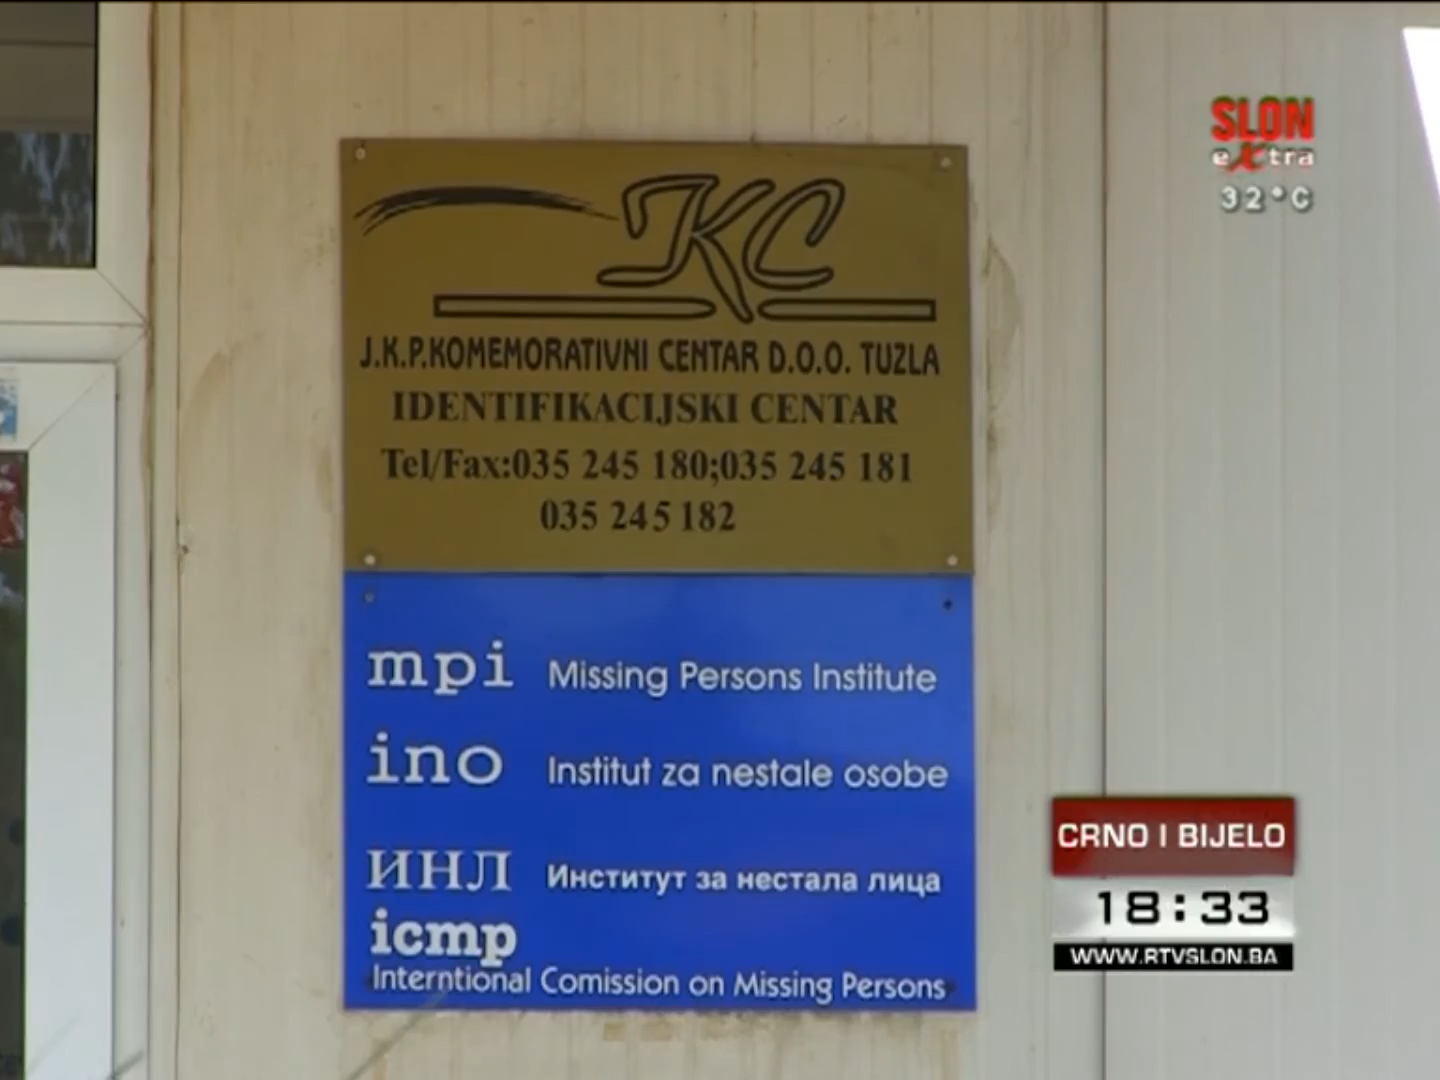 SLON
extra
32°C
KC
J.K.P.KOMEMORATIVNI CENTAR D.O.O. TUZLA
IDENTIFIKACIJSKI CENTAR
Tel/Fax:035 245 180;035 245 181
035 245 182
mpi Missing Persons Institute
ino Institut za nestale osobe
ИНЛ Институт за нестала лица
icmp
Interntional Comission on Missing Persons
CRNO I BIJELO
18:33
WWW.RTVSLON.BA